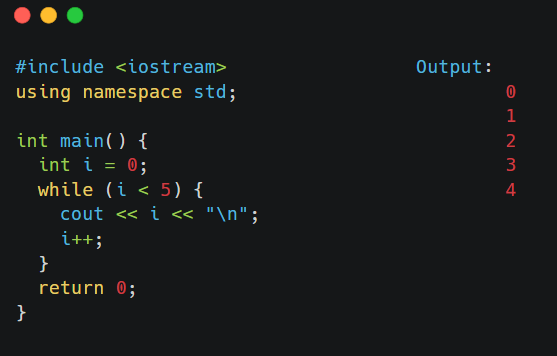 #include <iostream>
using namespace std;
int main() {
  int i = 0;
  while (i < 5) {
    cout << i << "\n";
    i++;
  }
  return 0;
}
Output:
0
1
2
3
4